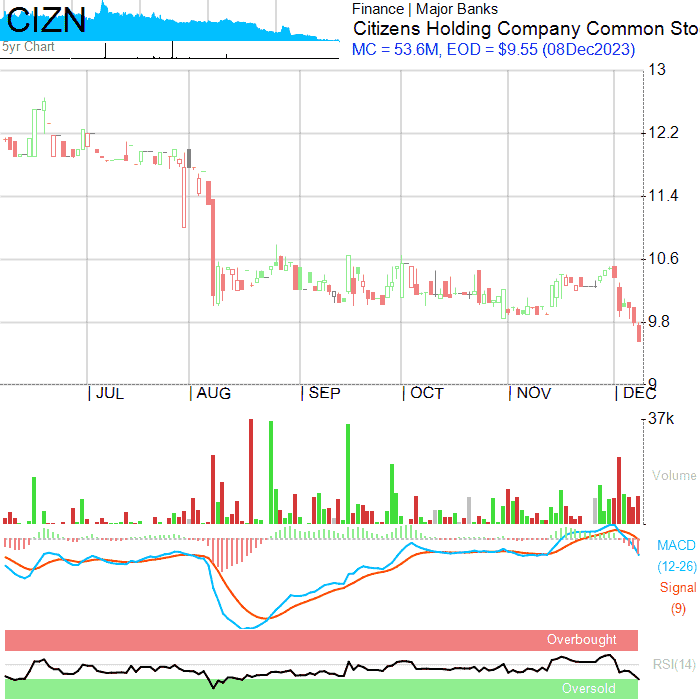 CIZN
5yr Chart
Finance | Major Banks
Citizens Holding Company Common Sto
MC = 53.6M, EOD = $9.55 (08Dec2023)
13
12.2
11.4
10.6
9.8
9
JUL AUG SEP OCT NOV DEC
37k
Volume
MACD
(12-26)
Signal
(9)
Overbought
RSI(14)
Oversold